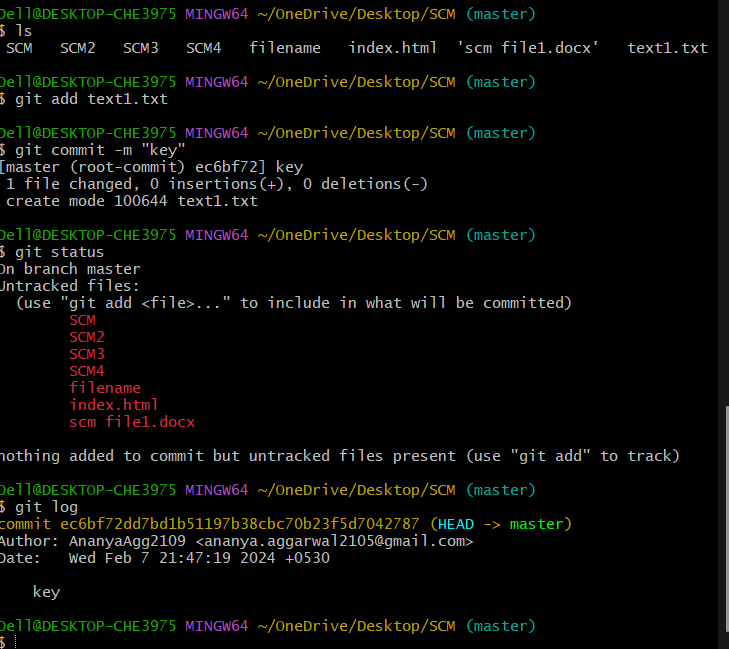 Dell@DESKTOP-CHE3975 MINGW64 ~/OneDrive/Desktop/SCM (master)
$ ls
SCM SCM2 SCM3 SCM4 filename index.html 'scm file1.docx' text1.txt
Dell@DESKTOP-CHE3975 MINGW64 ~/OneDrive/Desktop/SCM (master)
$ git add text1.txt
Dell@DESKTOP-CHE3975 MINGW64 ~/OneDrive/Desktop/SCM (master)
$ git commit -m "key"
[master (root-commit) ec6bf72] key
1 file changed, 0 insertions(+), 0 deletions(-)
create mode 100644 text1.txt
Dell@DESKTOP-CHE3975 MINGW64 ~/OneDrive/Desktop/SCM (master)
$ git status
On branch master
Untracked files:
(use "git add <file>..." to include in what will be committed)
SCM
SCM2
SCM3
SCM4
filename
index.html
scm file1.docx
nothing added to commit but untracked files present (use "git add" to track)
Dell@DESKTOP-CHE3975 MINGW64 ~/OneDrive/Desktop/SCM (master)
$ git log
commit ec6bf72dd7bd1b51197b38cbc70b23f5d7042787 (HEAD -> master)
Author: AnanyaAgg2109 <ananya.aggarwal2105@gmail.com>
Date: Wed Feb 7 21:47:19 2024 +0530
key
Dell@DESKTOP-CHE3975 MINGW64 ~/OneDrive/Desktop/SCM (master)
$